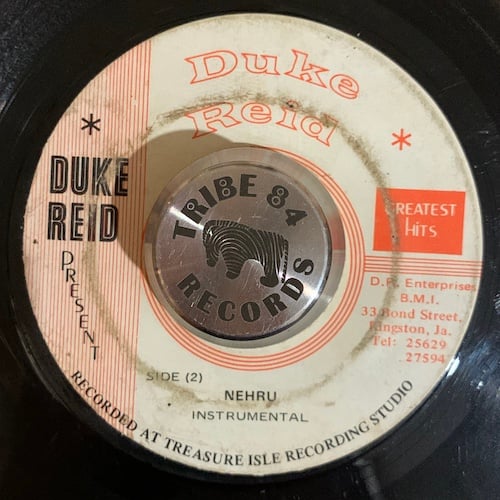 Duke
Reid
*
*
DUKE
REID
PRESENT
GREATEST
HITS
TRIBE 84
RECORDS
D.R. Enterprises
B.M.I.
33 Bond Street,
Kingston, Ja.
Tel: 25629
27594
SIDE (2)
NEHRU
INSTRUMENTAL
RECORDED AT TREASURE ISLE RECORDING STUDIO